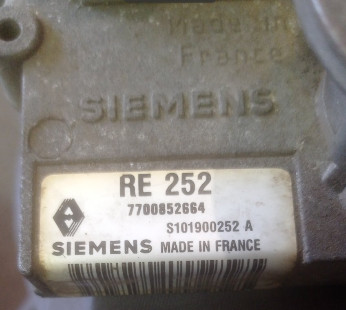 Made in
France
SIEMENS
RE 252
7700852664
S101900252 A
SIEMENS MADE IN FRANCE